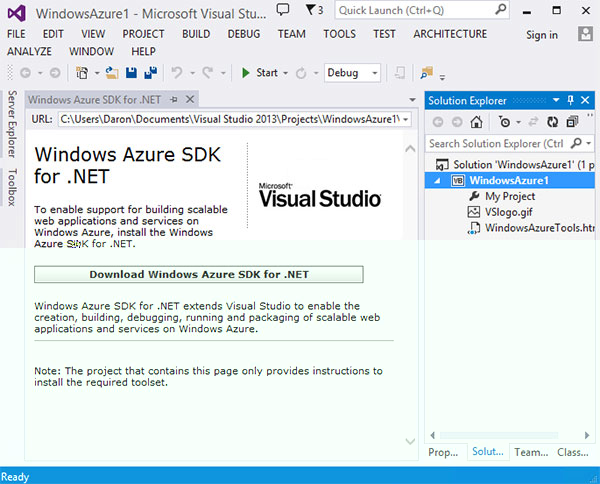 WindowsAzure1 - Microsoft Visual Stu...
3
Quick Launch (Ctrl+Q)
FILE EDIT VIEW PROJECT BUILD DEBUG TEAM TOOLS TEST ARCHITECTURE
Sign in
ANALYZE WINDOW HELP
Start
Debug
Server Explorer
Toolbox
Windows Azure SDK for .NET
URL: C:\Users\Daron\Documents\Visual Studio 2013\Projects\WindowsAzure1\
Windows Azure SDK
for .NET
Microsoft
Visual Studio
To enable support for building scalable
web applications and services on
Windows Azure, install the Windows
Azure SDK for .NET.
Download Windows Azure SDK for .NET
Windows Azure SDK for .NET extends Visual Studio to enable the
creation, building, debugging, running and packaging of scalable web
applications and services on Windows Azure.
Note: The project that contains this page only provides instructions to
install the required toolset.
Solution Explorer
Search Solution Explorer (Ctrl
Solution 'WindowsAzure1' (1 p
VB WindowsAzure1
My Project
VSlogo.gif
WindowsAzureTools.htm
Prop... Solut... Team... Class...
Ready